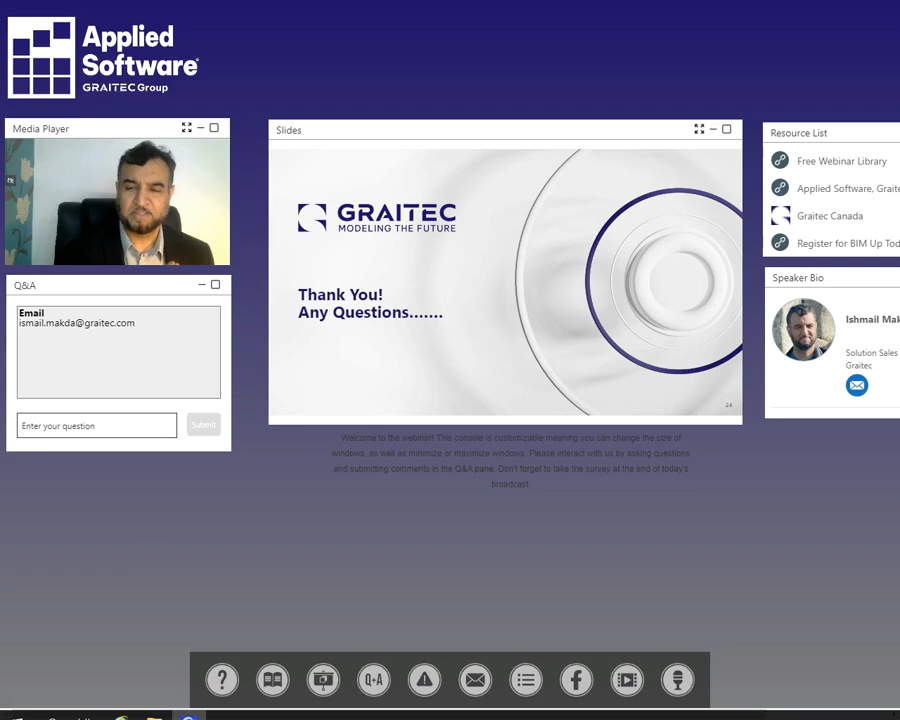 Applied
Software
GRAITEC Group
Media Player
Q&A
Email
ismail.makda@graitec.com
Enter your question
Submit
Slides
GRAITEC
MODELING THE FUTURE
Thank You!
Any Questions.......
24
Welcome to the webinar! This console is customizable meaning you can change the size of
windows, as well as minimize or maximize windows. Please interact with us by asking questions
and submitting comments in the Q&A pane. Don't forget to take the survey at the end of today's
broadcast.
Resource List
Free Webinar Library
Applied Software, Graite
Graitec Canada
Register for BIM Up Tod
Speaker Bio
Ishmail Mak
Solution Sales
Graitec
?
Q+A